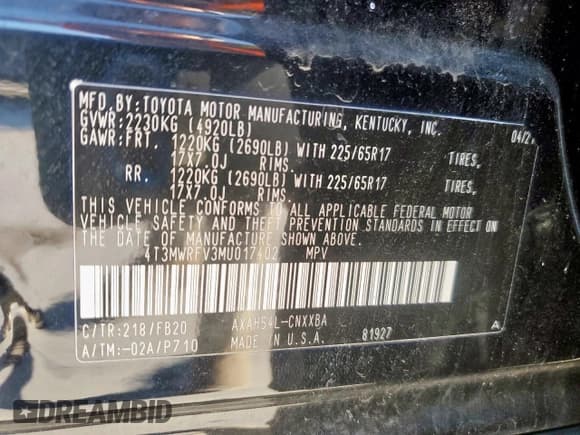 MFD. BY: TOYOTA MOTOR MANUFACTURING, KENTUCKY, INC.
GVWR: 2230KG (4920LB) 04/21
GAWR: FRT. 1220KG (2690LB) WITH 225/65R17 TIRES,
17X7.0J RIMS.
RR. 1220KG (2690LB) WITH 225/65R17 TIRES,
17X7.0J RIMS.
THIS VEHICLE CONFORMS TO ALL APPLICABLE FEDERAL MOTOR
VEHICLE SAFETY AND THEFT PREVENTION STANDARDS IN EFFECT ON
THE DATE OF MANUFACTURE SHOWN ABOVE.
4T3MWRFV3MU017402 MPV
C/TR: 218/FB20 AXAH54L-CNXXBA A
A/TM: -02A/P710 MADE IN U.S.A. 81927
DREAMBID